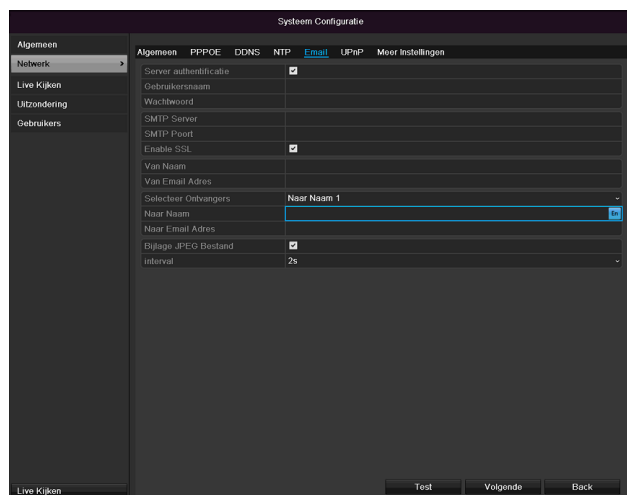 Systeem Configuratie
Algemeen
Netwerk >
Live Kijken
Uitzondering
Gebruikers
Algemeen PPPOE DDNS NTP Email UPnP Meer Instellingen
Server authentificatie
Gebruikersnaam
Wachtwoord
SMTP Server
SMTP Poort
Enable SSL
Van Naam
Van Email Adres
Selecteer Ontvangers Naar Naam 1
Naar Naam En
Naar Email Adres
Bijlage JPEG Bestand
interval 2s
Live Kijken Test Volgende Back